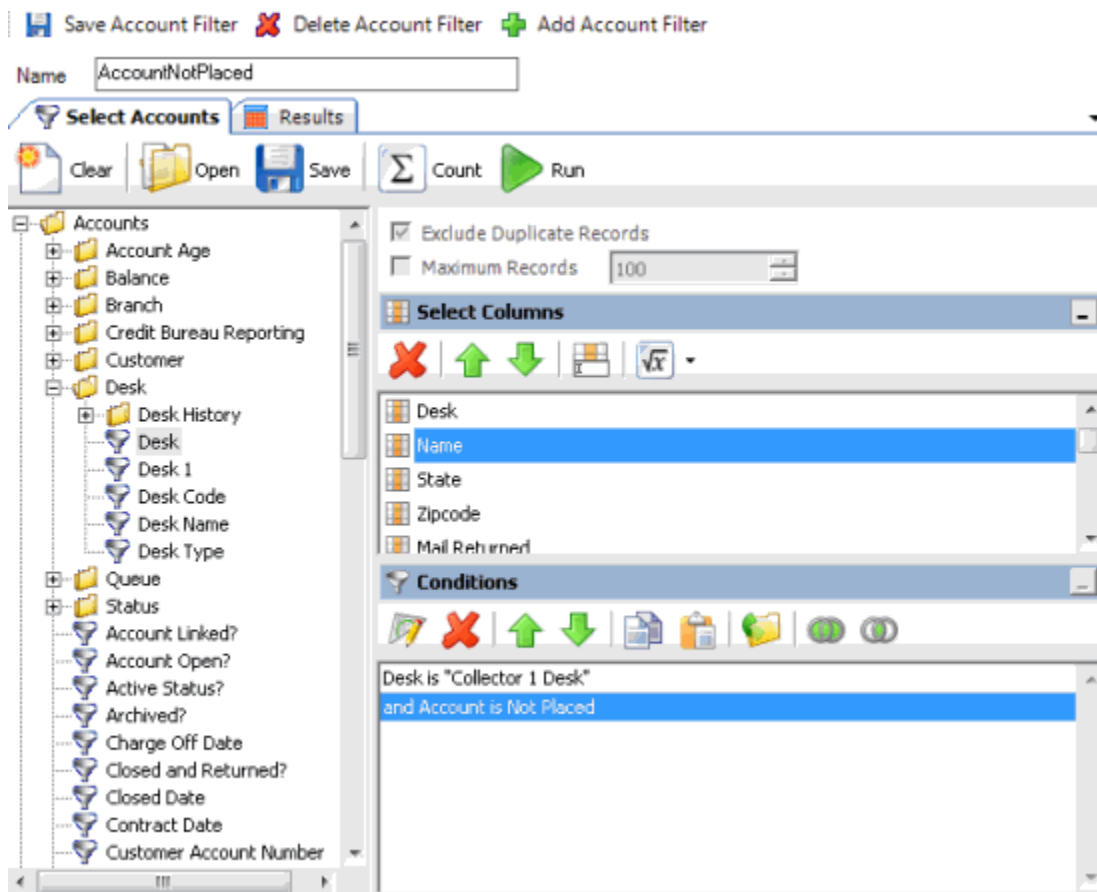 Save Account Filter Delete Account Filter Add Account Filter
Name AccountNotPlaced
Select Accounts Results
Clear Open Save Σ Count Run
Accounts
Account Age
Balance
Branch
Credit Bureau Reporting
Customer
Desk
Desk History
Desk
Desk 1
Desk Code
Desk Name
Desk Type
Queue
Status
Account Linked?
Account Open?
Active Status?
Archived?
Charge Off Date
Closed and Returned?
Closed Date
Contract Date
Customer Account Number
Exclude Duplicate Records
Maximum Records 100
Select Columns
√x
Desk
Name
State
Zipcode
Mail Returned
Conditions
Desk is "Collector 1 Desk"
and Account is Not Placed